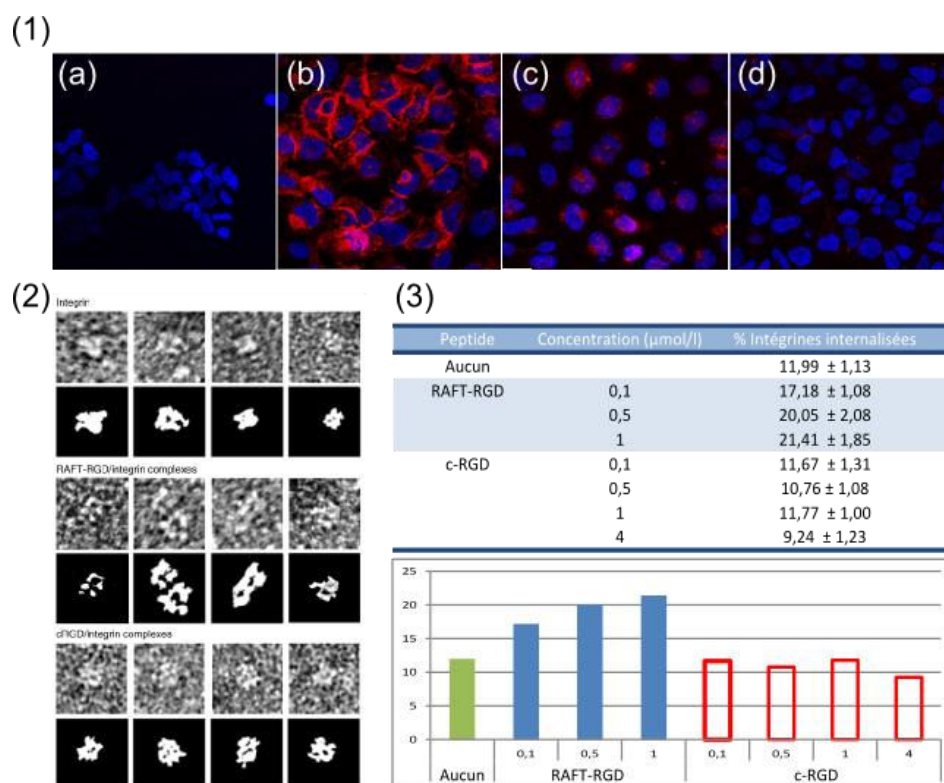 (1)
(a) (b) (c) (d)
(2)
Integrin
RAFT-RGD/integrin complexes
cRGD/integrin complexes
(3)
Peptide Concentration (µmol/l) % Intégrines internalisées
Aucun 11,99 ± 1,13
RAFT-RGD 0,1 17,18 ± 1,08
0,5 20,05 ± 2,08
1 21,41 ± 1,85
c-RGD 0,1 11,67 ± 1,31
0,5 10,76 ± 1,08
1 11,77 ± 1,00
4 9,24 ± 1,23
25
20
15
10
5
0
0,1 0,5 1 0,1 0,5 1 4
Aucun RAFT-RGD c-RGD